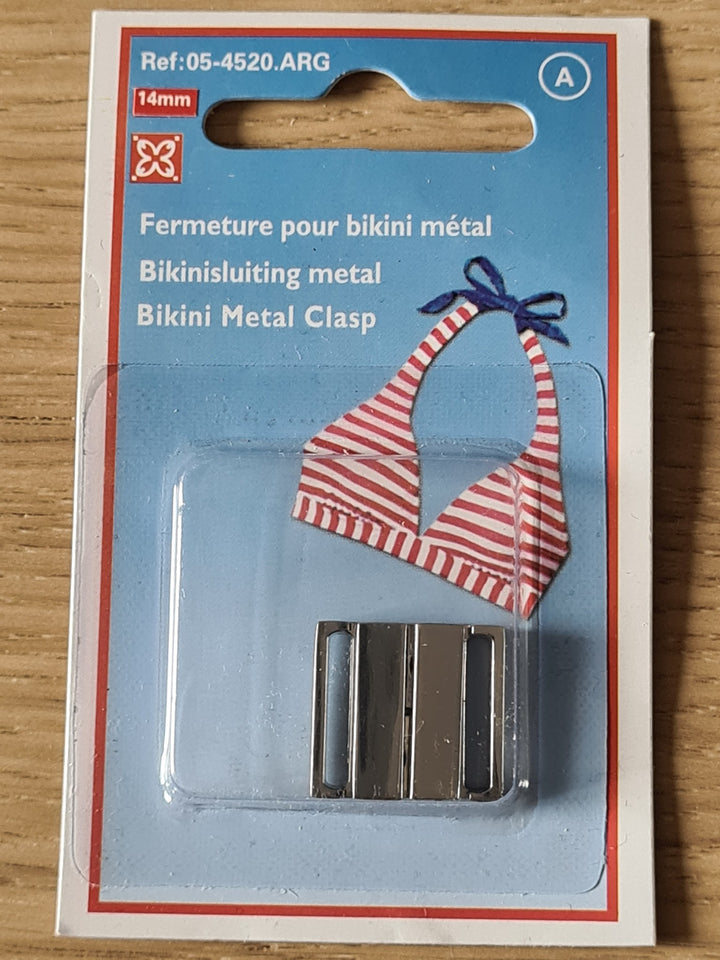 Ref:05-4520.ARG
A
14mm
Fermeture pour bikini métal
Bikinisluiting metal
Bikini Metal Clasp